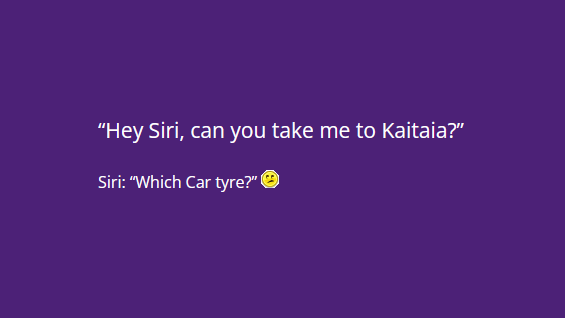 “Hey Siri, can you take me to Kaitaia?”
Siri: “Which Car tyre?”